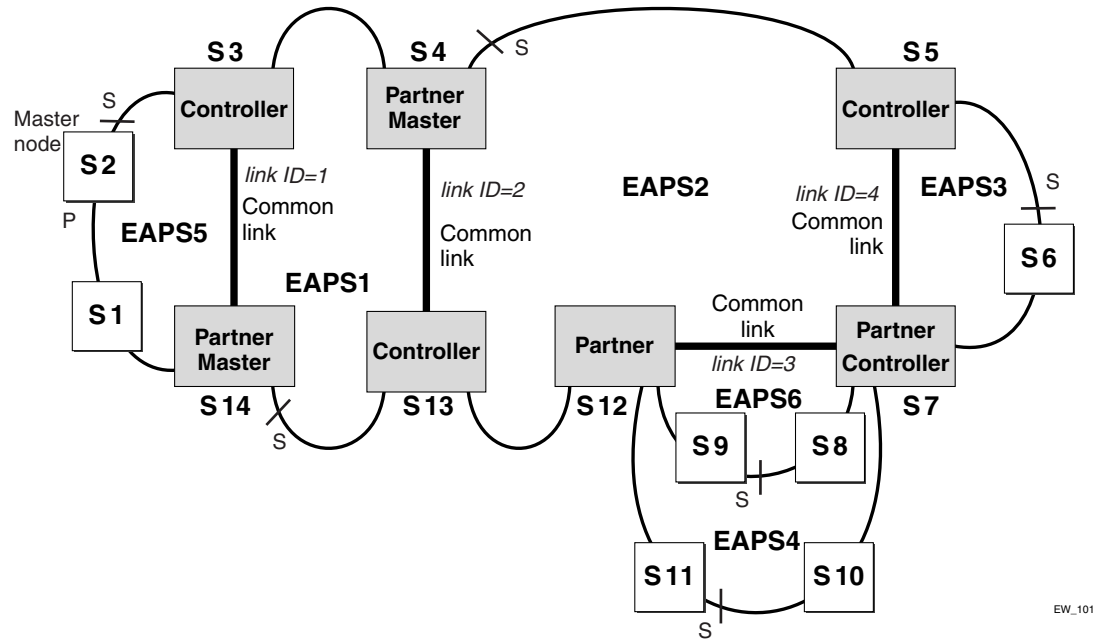 S3
S4
S
S5
S
Controller
Partner
Master
Controller
Master
node
S2
link ID=1
Common
link
link ID=2
Common
link
EAPS2
link ID=4
Common
link
EAPS3
S
P
EAPS5
S6
EAPS1
S1
Partner
Master
Controller
Partner
Common
link
link ID=3
Partner
Controller
S14
S
S13
S12
EAPS6
S7
S9
S8
S
EAPS4
S11
S10
S
EW_101